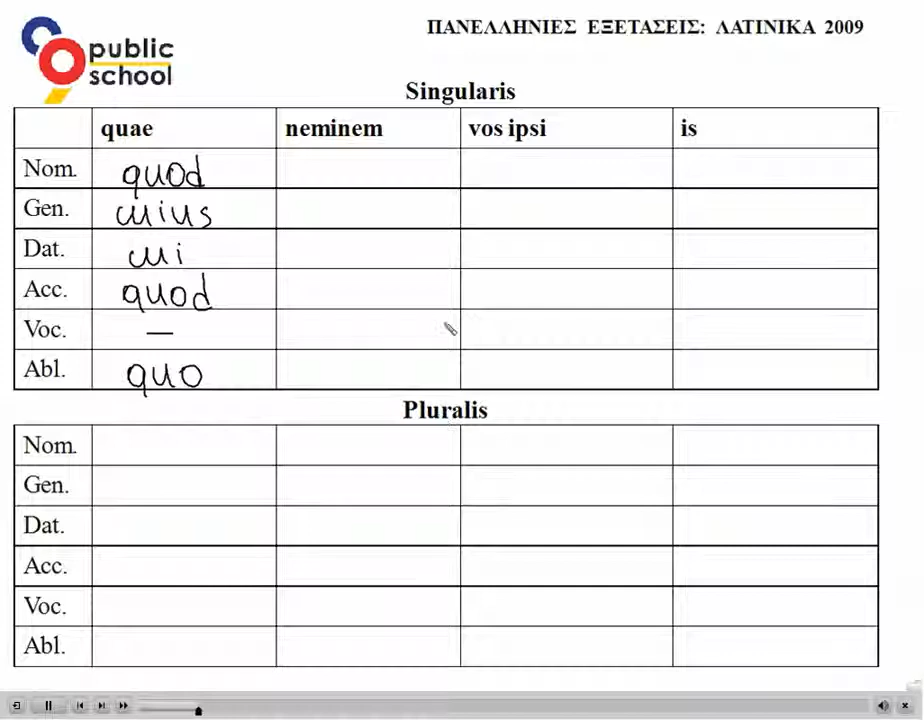 public
school
ΠΑΝΕΛΛΗΝΙΕΣ ΕΞΕΤΑΣΕΙΣ: ΛΑΤΙΝΙΚΑ 2009
Singularis
quae neminem vos ipsi is
Nom. quod
Gen. cuius
Dat. cui
Acc. quod
Voc. —
Abl. quo
Pluralis
Nom.
Gen.
Dat.
Acc.
Voc.
Abl.